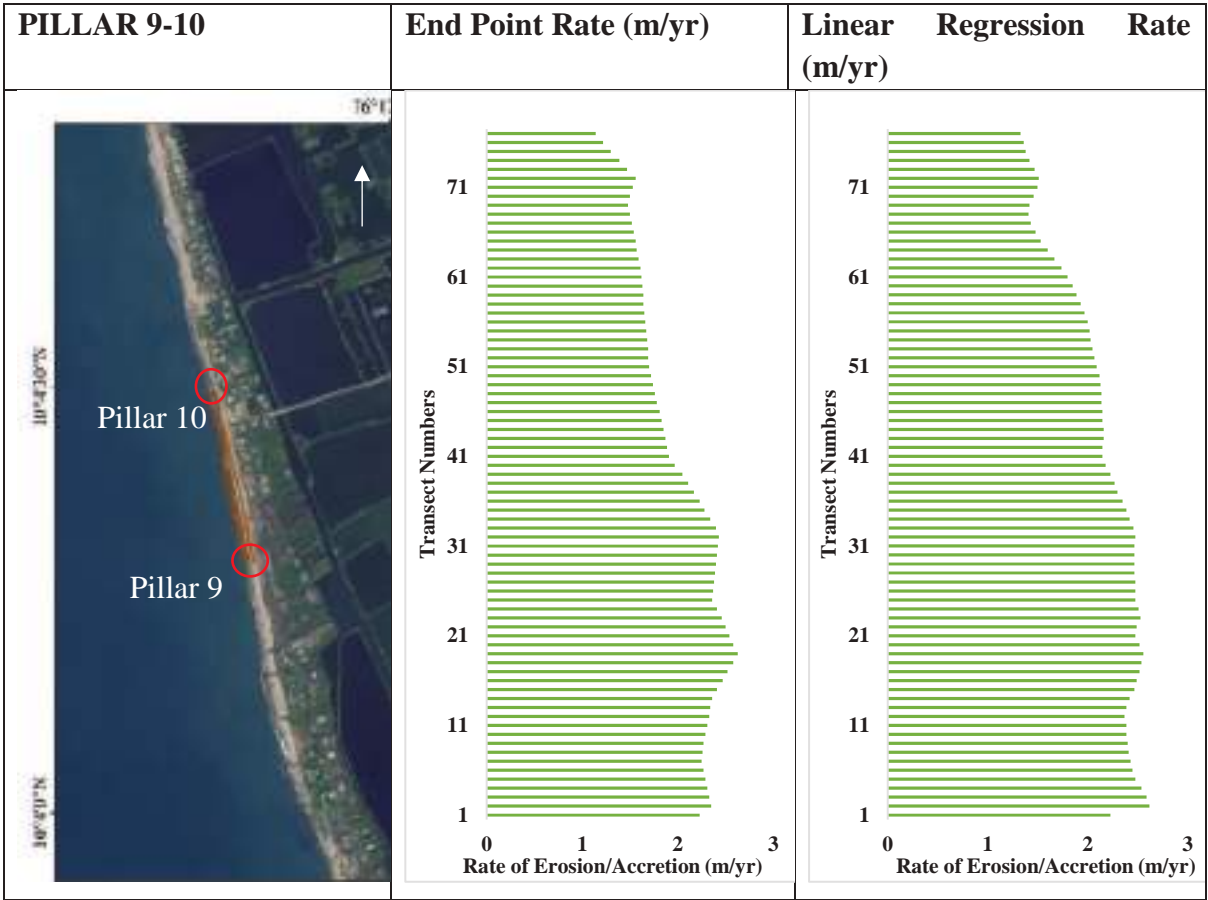 PILLAR 9-10
End Point Rate (m/yr)
Linear Regression Rate
(m/yr)
Pillar 10
Pillar 9
Transect Numbers
71
61
51
41
31
21
11
1
0 1 2 3
Rate of Erosion/Accretion (m/yr)
Transect Numbers
71
61
51
41
31
21
11
1
0 1 2 3
Rate of Erosion/Accretion (m/yr)